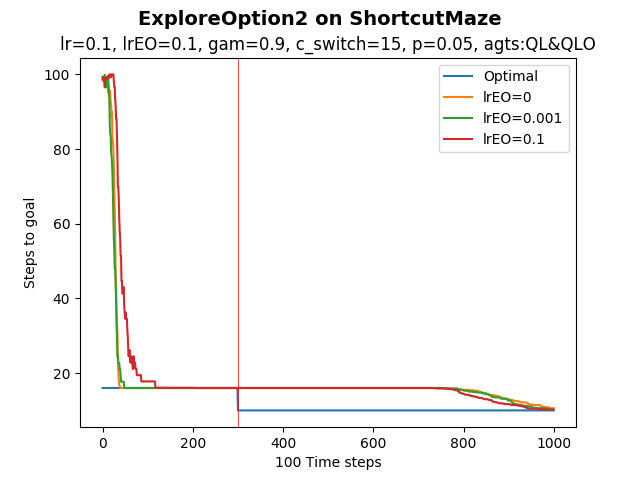 ExploreOption2 on ShortcutMaze
lr=0.1, lrEO=0.1, gam=0.9, c_switch=15, p=0.05, agts:QL&QLO
Optimal
lrEO=0
lrEO=0.001
lrEO=0.1
100
80
60
40
20
Steps to goal
0
200
400
600
800
1000
100 Time steps